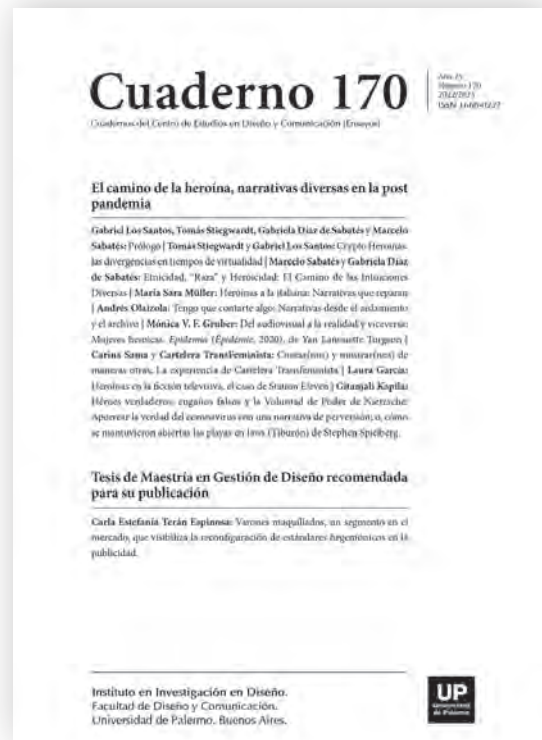 Cuaderno 170
Año 25
Número 170
2022/2023
ISSN
Cuadernos del Centro de Estudios en Diseño y Comunicación [Ensayos]
El camino de la heroína, narrativas diversas en la post
pandemia
Gabriel Los Santos, Tomás Stiegwardt, Gabriela Díaz de Sabatés y Marcelo
Sabatés: Prólogo | Tomás Stiegwardt y Gabriel Los Santos: Crypto Heroínas:
las divergencias en tiempos de virtualidad | Marcelo Sabatés y Gabriela Díaz
de Sabatés: Etnicidad, "Raza" y Heroicidad: El Camino de las Intuiciones
Diversas | María Sara Müller: Heroínas a la italiana: Narrativas que reparan
| Andrés Olaizola: Tengo que contarte algo: Narrativas desde el aislamiento
y el archivo | Mónica V. F. Gruber: Del audiovisual a la realidad y viceversa:
Mujeres heroicas. Epidemia (Épidémie, 2020), de Yan Lanouette Turgeon |
Carina Sama y Cartelera TransFeminista: Contar(nos) y mostrar(nos) de
maneras otras. La experiencia de Cartelera Transfeminista | Laura García:
Heroínas en la ficción televisiva, el caso de Station Eleven | Gitanjali Kapila:
Héroes verdaderos, engaños falsos y la Voluntad de Poder de Nietzsche:
Aporrear la verdad del coronavirus con una narrativa de perversión; o, cómo
se mantuvieron abiertas las playas en Jaws (Tiburón) de Stephen Spielberg.
Tesis de Maestría en Gestión de Diseño recomendada
para su publicación
Carla Estefanía Terán Espinosa: Varones maquillados, un segmento en el
mercado, que visibiliza la reconfiguración de estándares hegemónicos en la
publicidad.
Instituto en Investigación en Diseño.
Facultad de Diseño y Comunicación.
Universidad de Palermo. Buenos Aires.
UP
Universidad
de Palermo